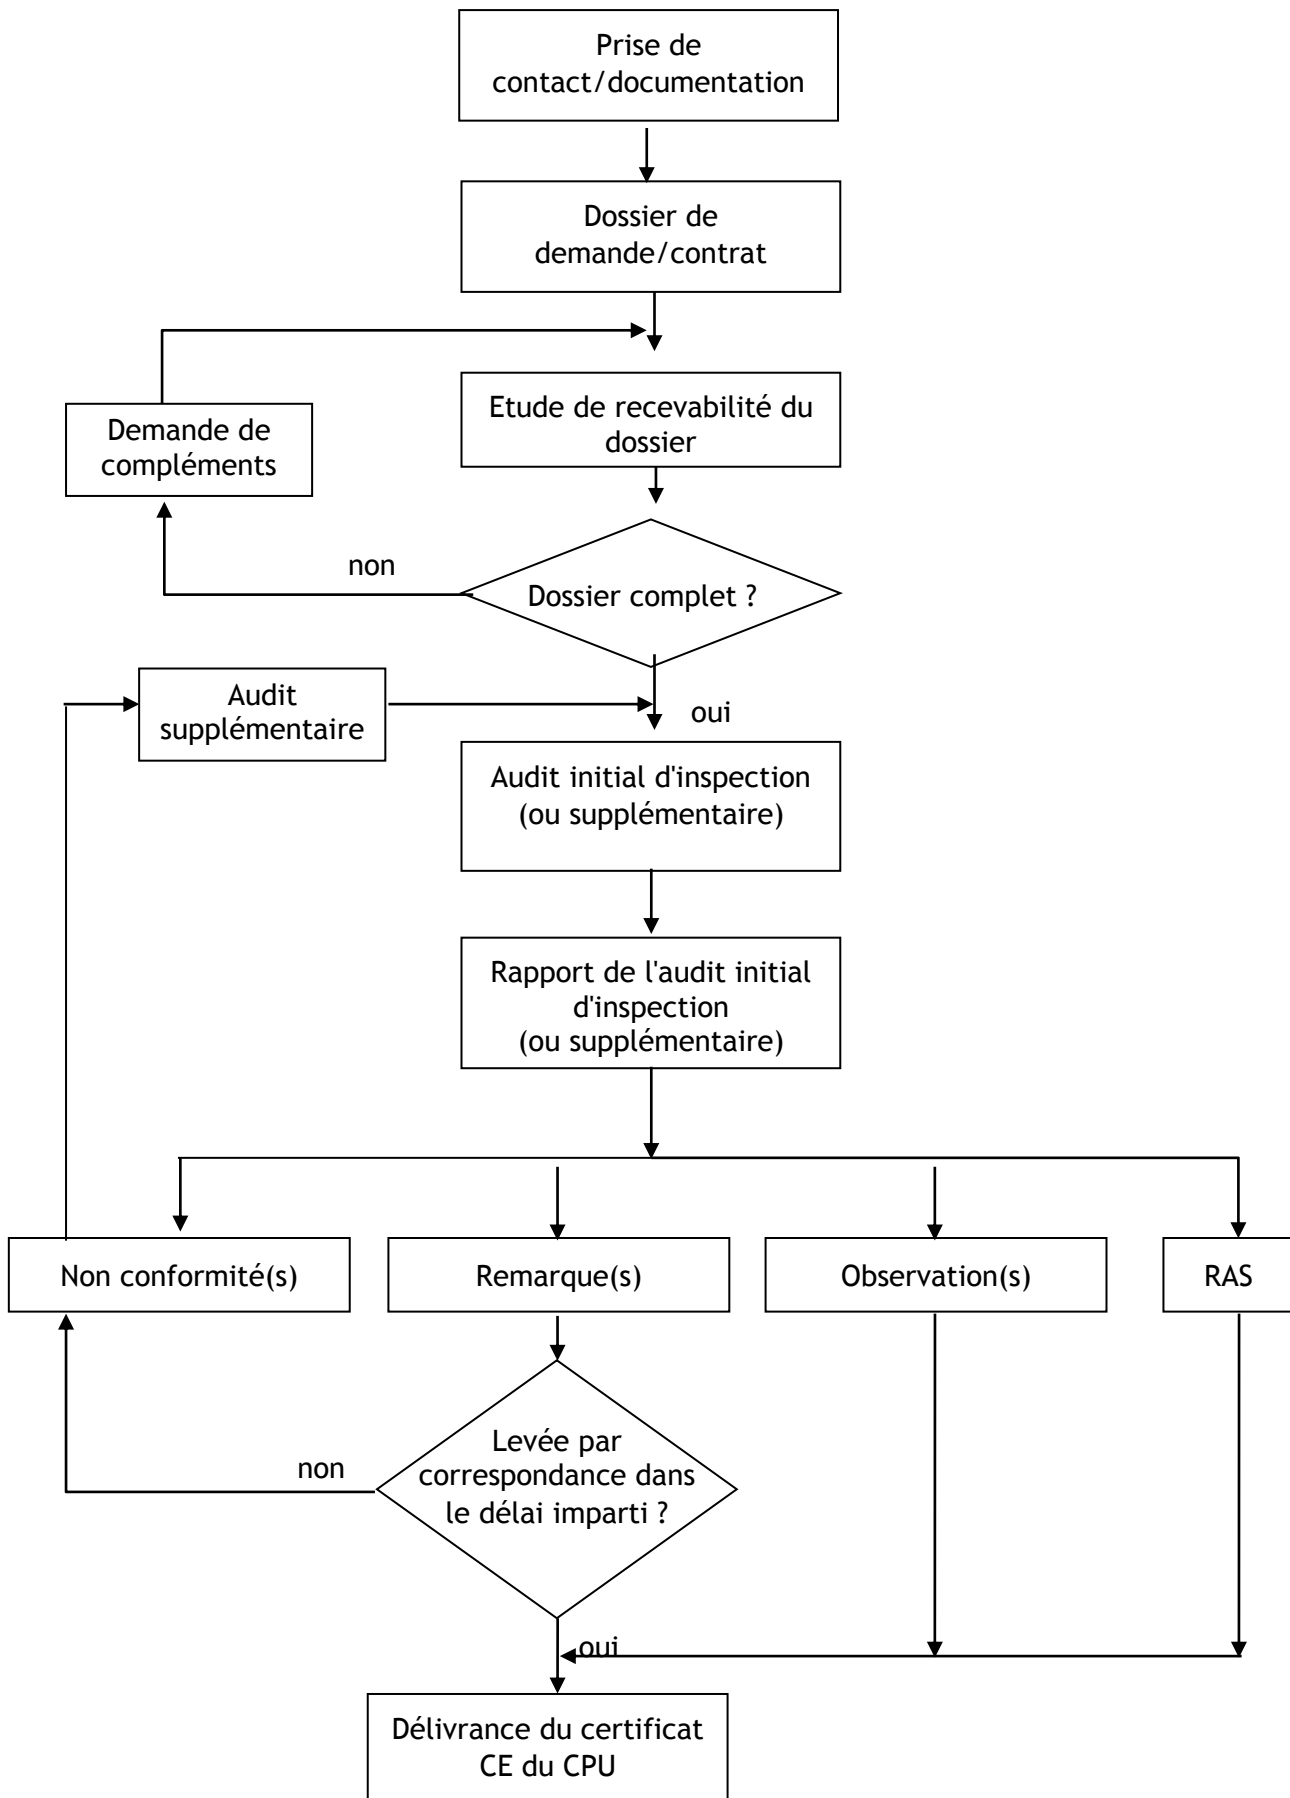 Prise de
contact/documentation
Dossier de
demande/contrat
Etude de recevabilité du
dossier
Demande de
compléments
non
Dossier complet ?
Audit
supplémentaire
oui
Audit initial d'inspection
(ou supplémentaire)
Rapport de l'audit initial
d'inspection
(ou supplémentaire)
Non conformité(s)
Remarque(s)
Observation(s)
RAS
Levée par
correspondance dans
le délai imparti ?
non
oui
Délivrance du certificat
CE du CPU